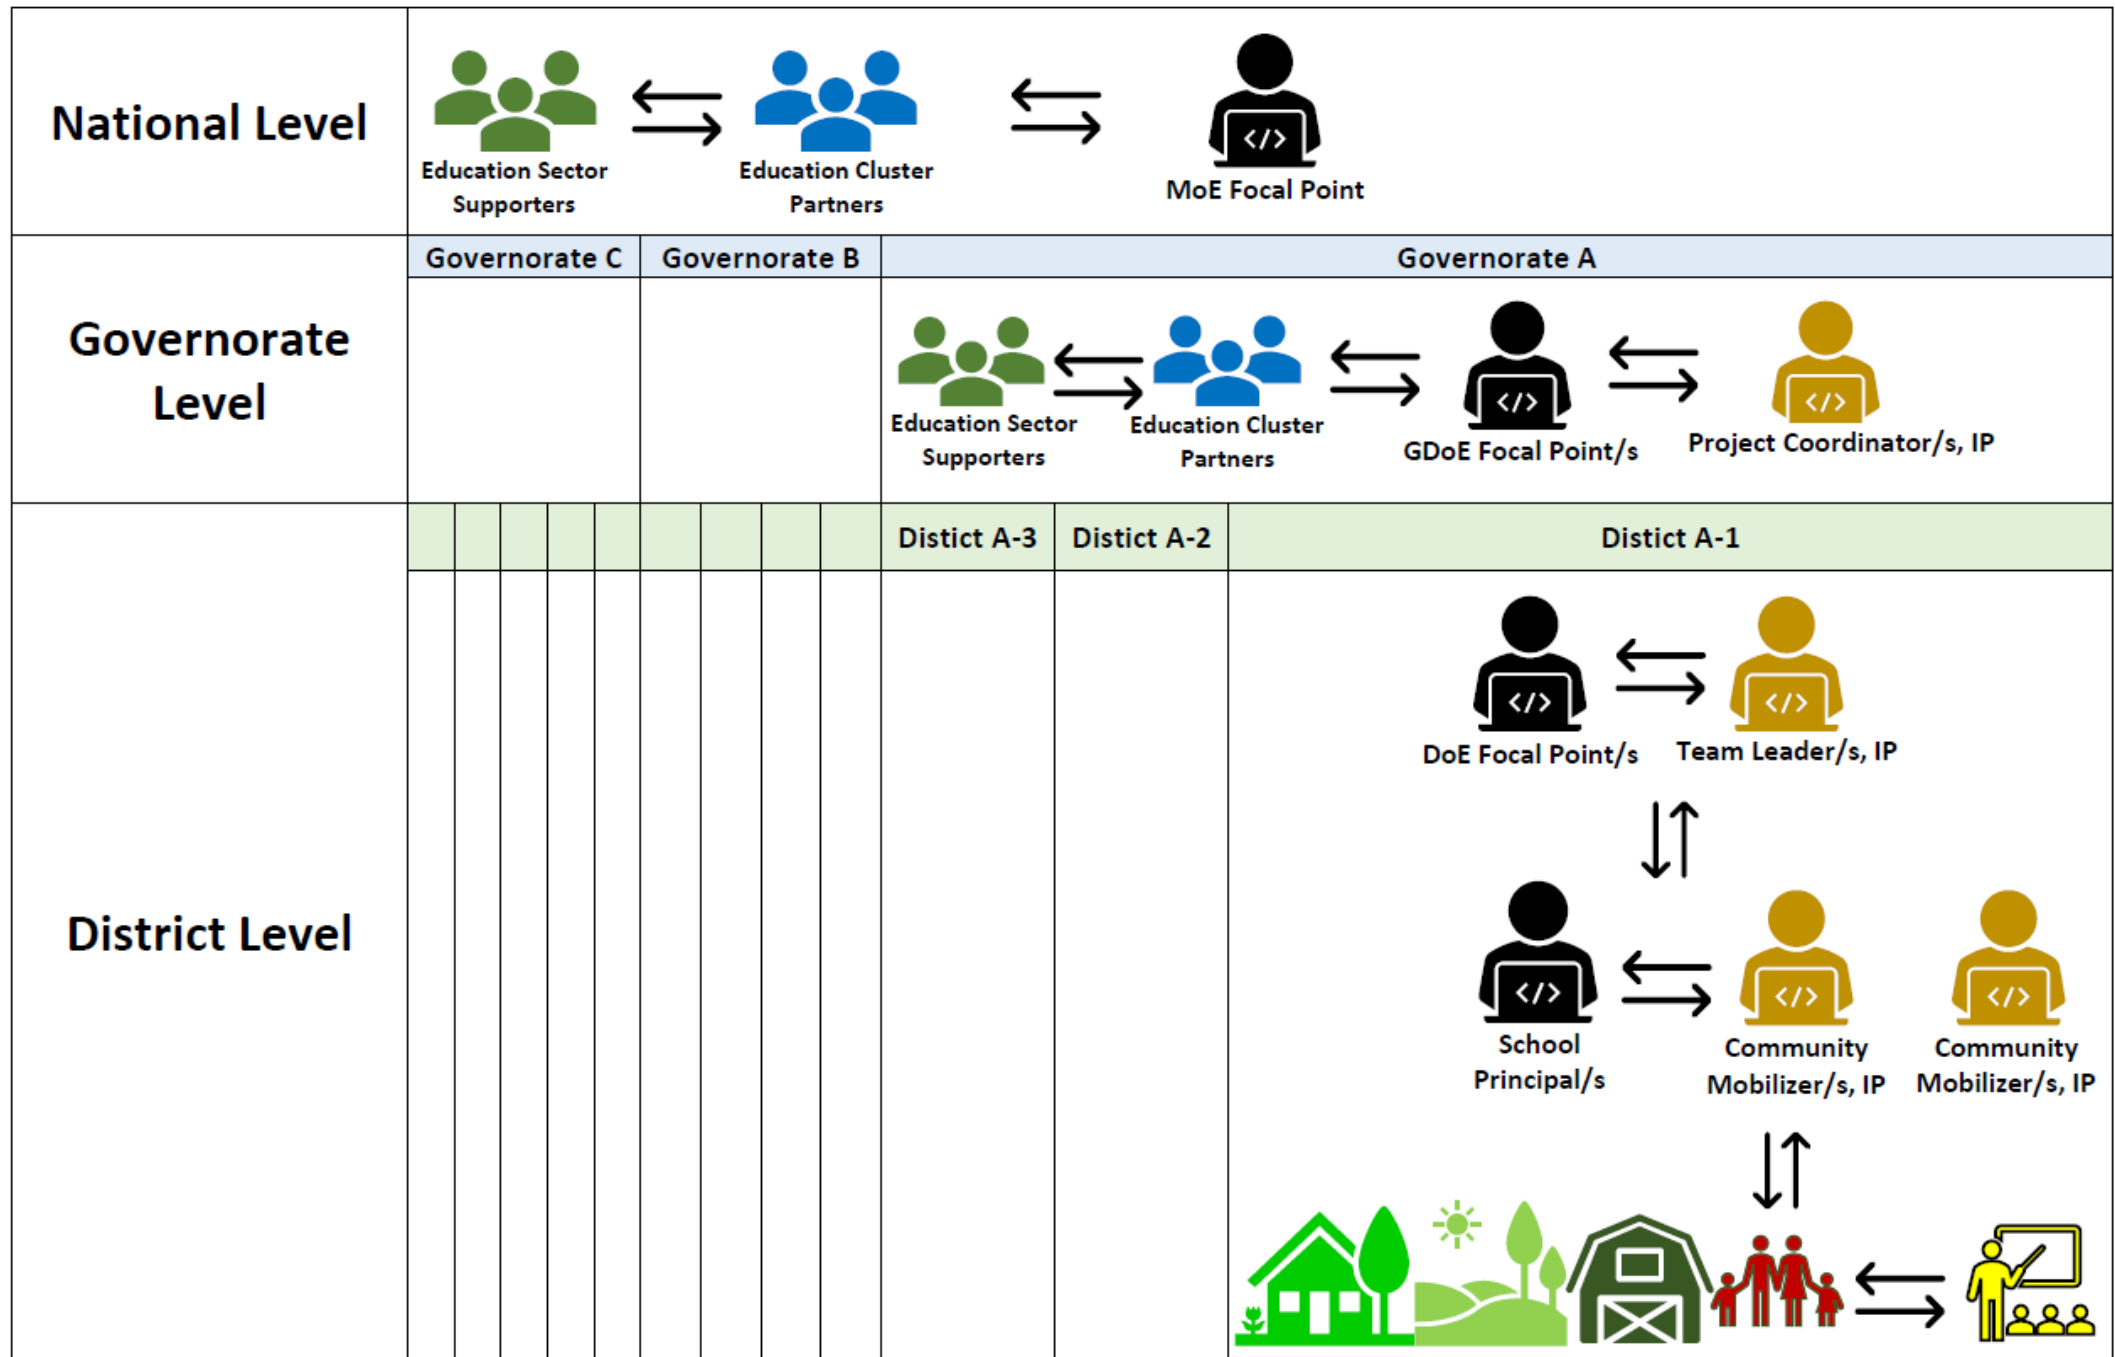 National Level
Education Sector
Supporters
Education Cluster
Partners
MoE Focal Point
Governorate C
Governorate B
Governorate A
Governorate
Level
Education Sector
Supporters
Education Cluster
Partners
GDoE Focal Point/s
Project Coordinator/s, IP
</>
</>
</>
Distict A-3
Distict A-2
Distict A-1
District Level
</>
</>
DoE Focal Point/s
Team Leader/s, IP
</>
</>
</>
School
Principal/s
Community
Mobilizer/s, IP
Community
Mobilizer/s, IP